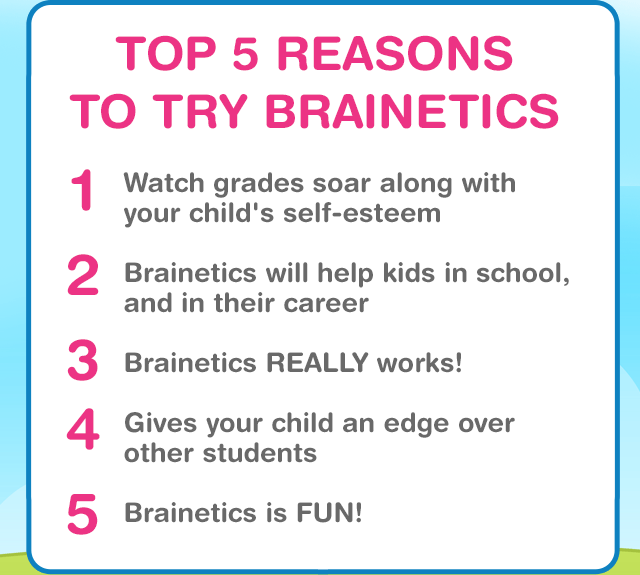 TOP 5 REASONS
TO TRY BRAINETICS
1 Watch grades soar along with
your child's self-esteem
2 Brainetics will help kids in school,
and in their career
3 Brainetics REALLY works!
4 Gives your child an edge over
other students
5 Brainetics is FUN!